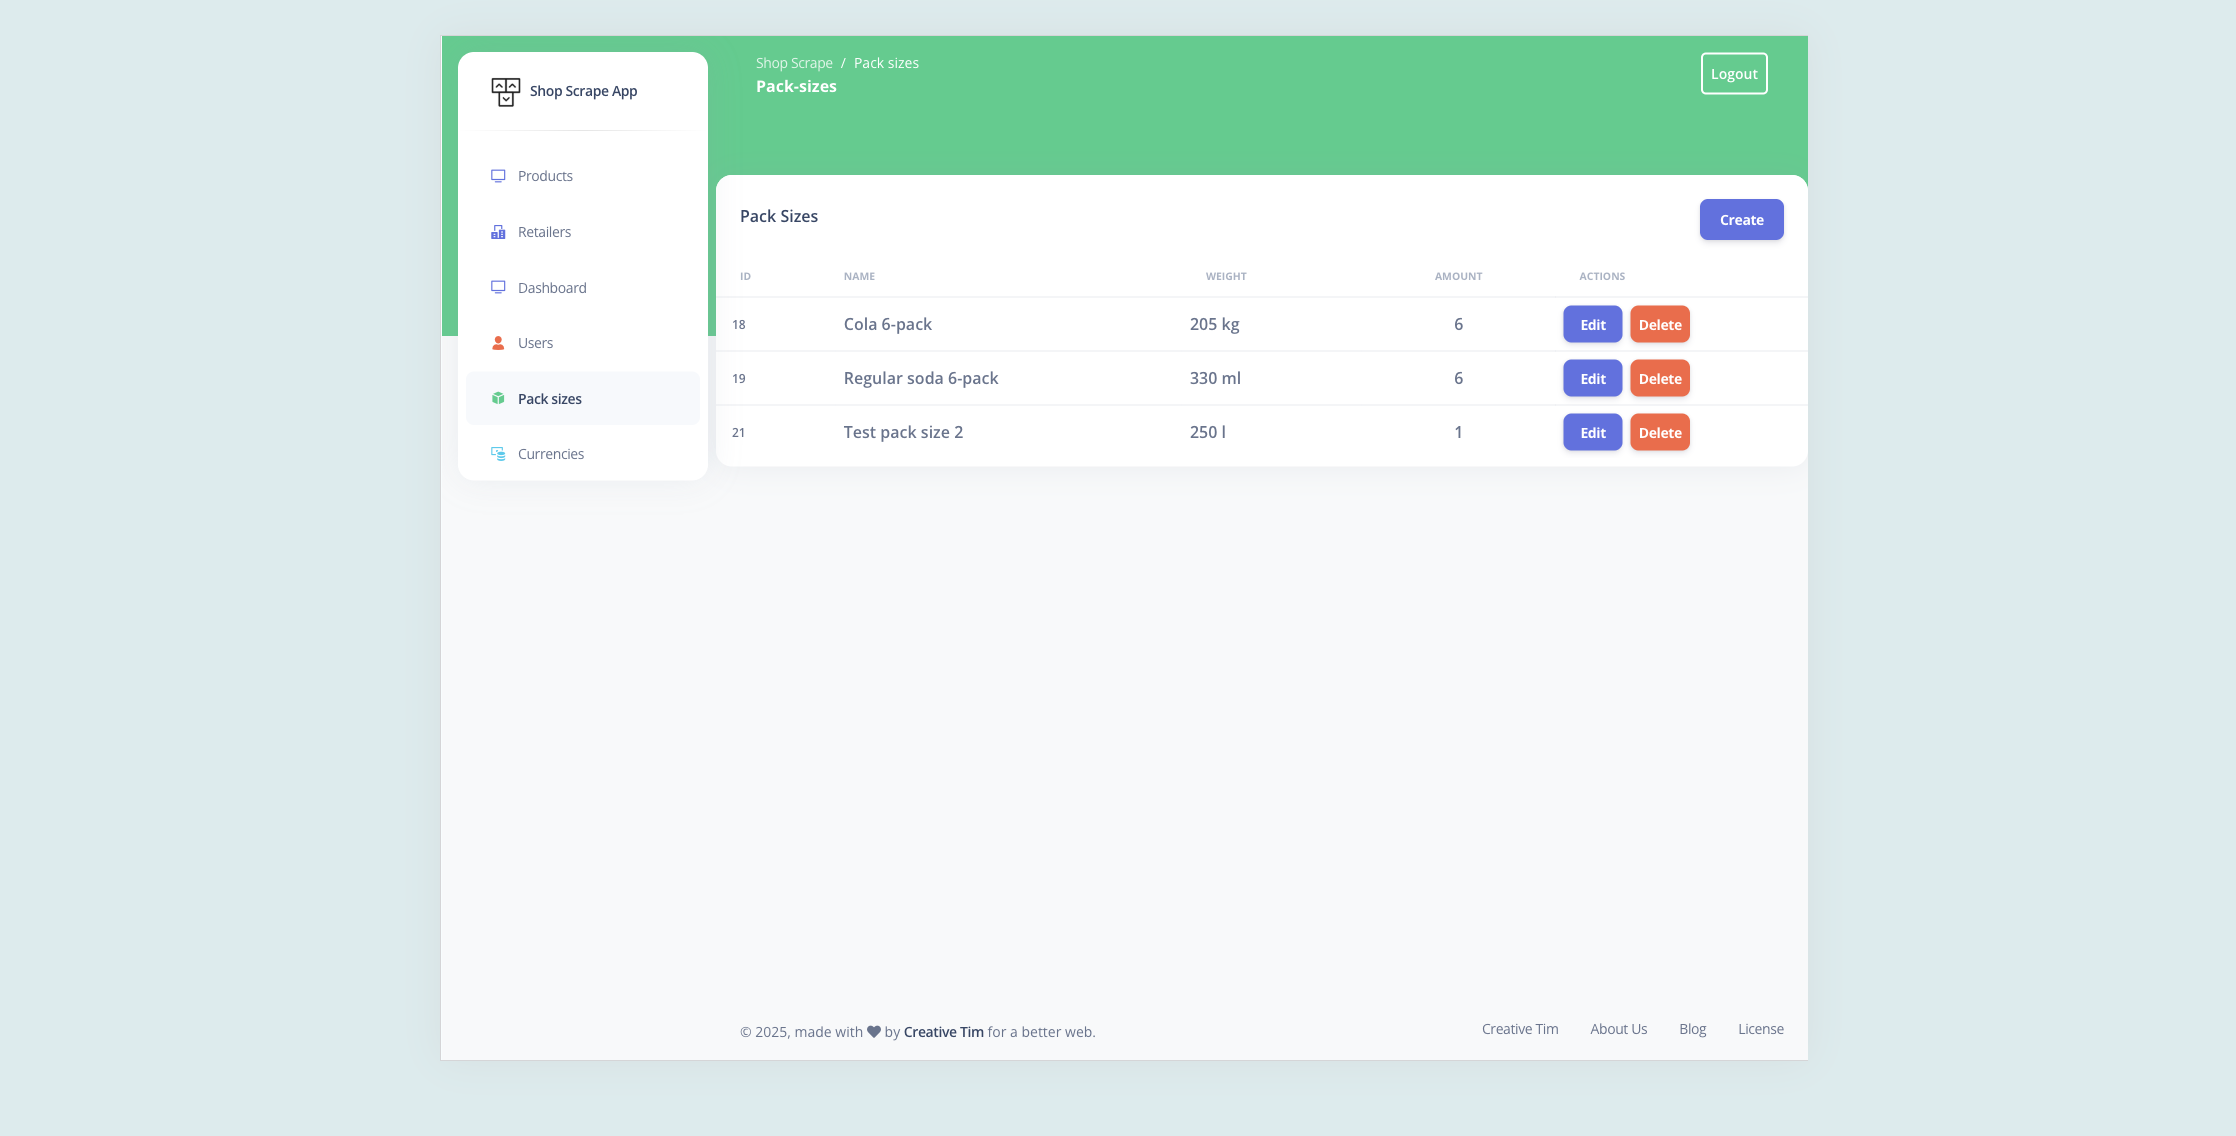 Shop Scrape App
Products
Retailers
Dashboard
Users
Pack sizes
Currencies
Shop Scrape / Pack sizes
Pack-sizes
Logout
Pack Sizes
Create
ID NAME WEIGHT AMOUNT ACTIONS
18 Cola 6-pack 205 kg 6 Edit Delete
19 Regular soda 6-pack 330 ml 6 Edit Delete
21 Test pack size 2 250 l 1 Edit Delete
© 2025, made with by Creative Tim for a better web.
Creative Tim About Us Blog License